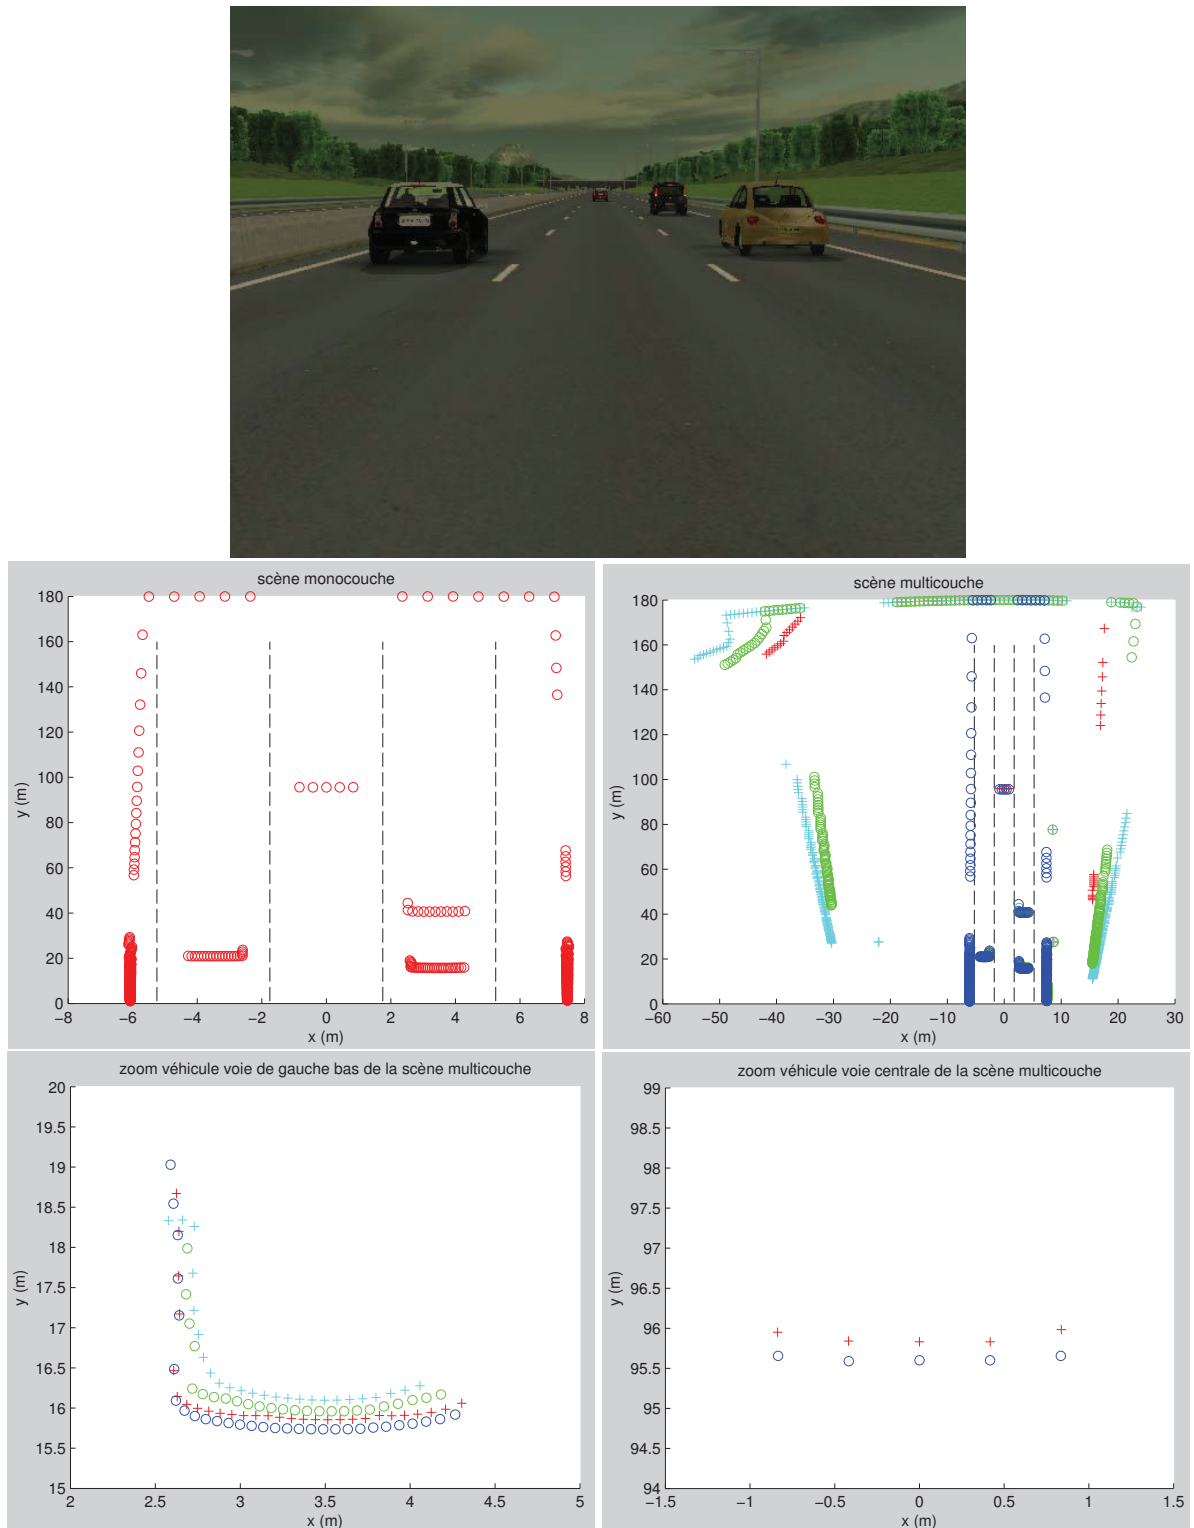 scène monocouche
180
160
140
120
100
80
60
40
20
0
y (m)
−8 −6 −4 −2 0 2 4 6 8
x (m)
scène multicouche
180
160
140
120
100
80
60
40
20
0
y (m)
−60 −50 −40 −30 −20 −10 0 10 20 30
x (m)
zoom véhicule voie de gauche bas de la scène multicouche
20
19.5
19
18.5
18
17.5
17
16.5
16
15.5
15
y (m)
2 2.5 3 3.5 4 4.5 5
x (m)
zoom véhicule voie centrale de la scène multicouche
99
98.5
98
97.5
97
96.5
96
95.5
95
94.5
94
y (m)
−1.5 −1 −0.5 0 0.5 1 1.5
x (m)